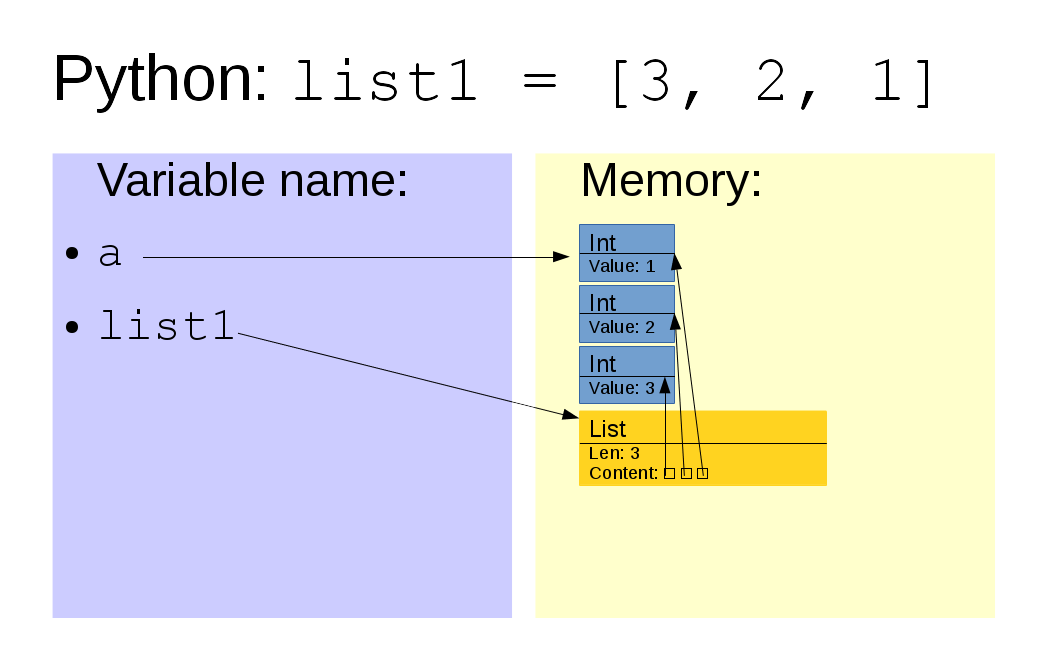 Python: list1 = [3, 2, 1]
Variable name:
• a
• list1
Memory:
Int
Value: 1
Int
Value: 2
Int
Value: 3
List
Len: 3
Content: